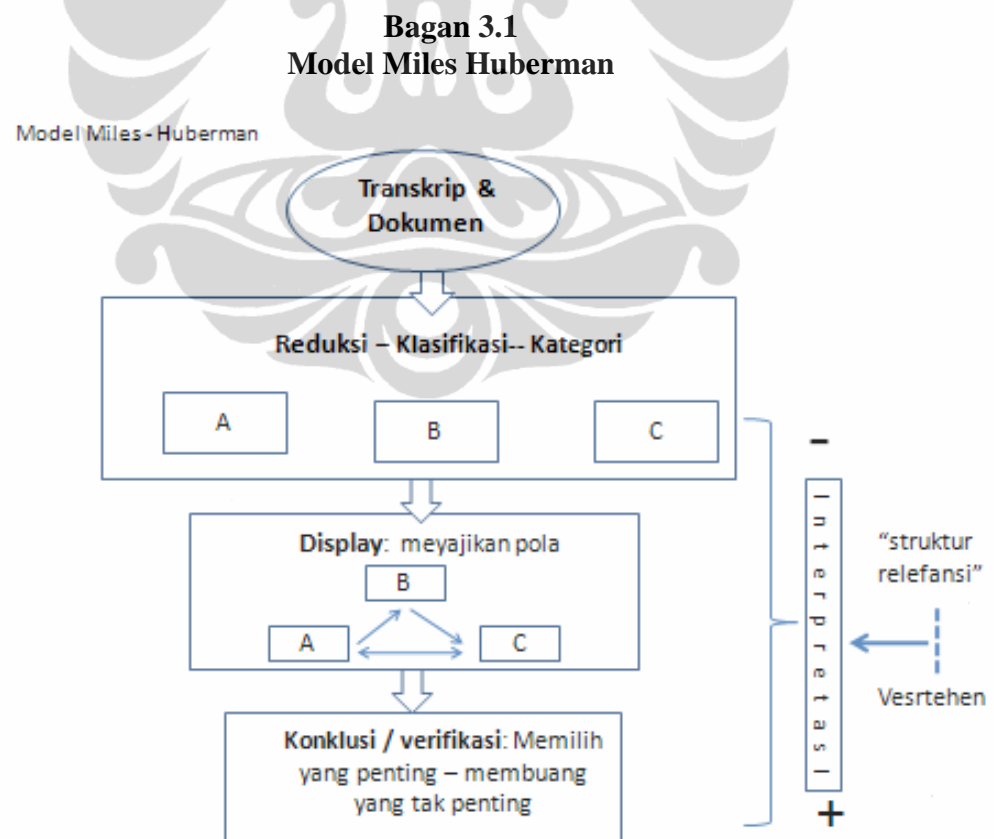 Bagan 3.1
Model Miles Huberman
Model Miles - Huberman
Transkrip &
Dokumen
Reduksi – Klasifikasi-- Kategori
A
B
C
Display: meyajikan pola
B
A
C
Konklusi / verifikasi: Memilih
yang penting – membuang
yang tak penting
–
Interpretasi
+
“struktur
relefansi”
Vesrtehen